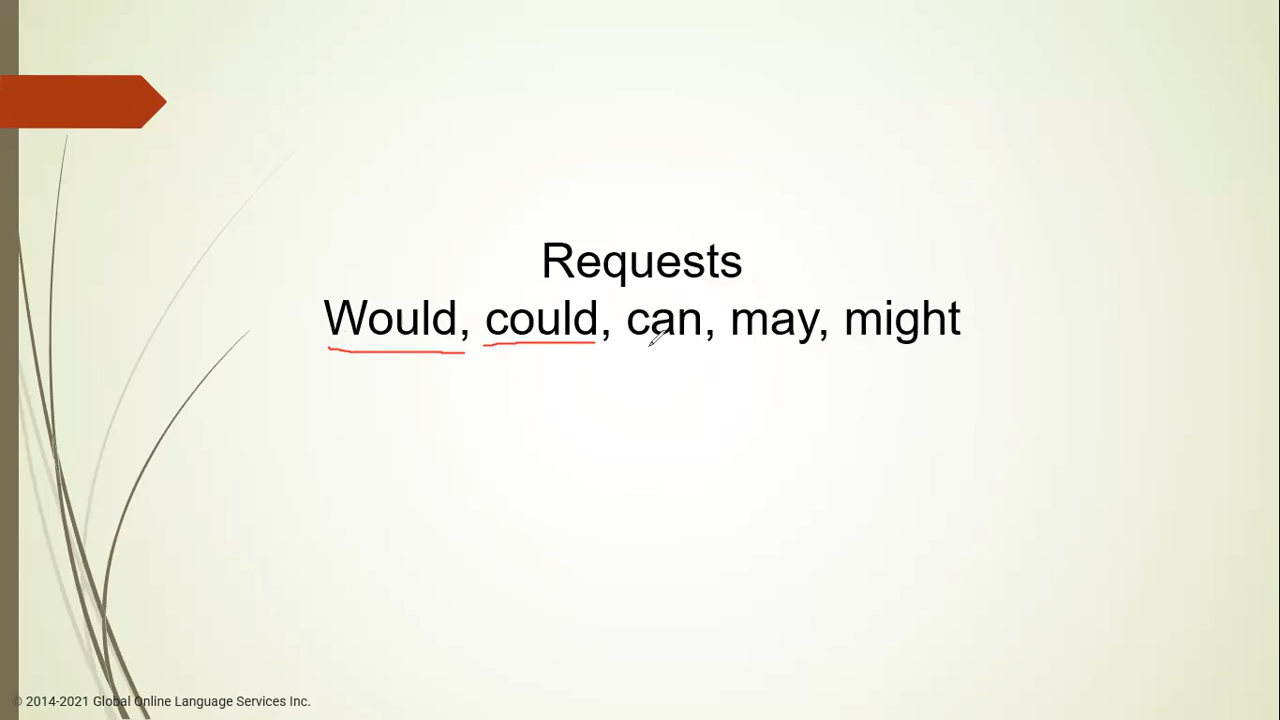 Requests
Would, could, can, may, might
© 2014-2021 Global Online Language Services Inc.